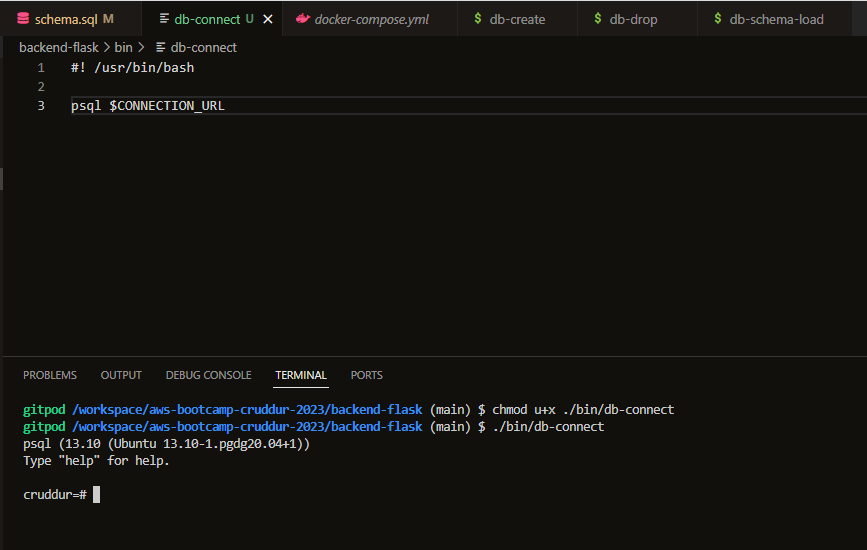 schema.sql M db-connect U docker-compose.yml $ db-create $ db-drop $ db-schema-load
backend-flask > bin > db-connect
1 #! /usr/bin/bash
2
3 psql $CONNECTION_URL
PROBLEMS OUTPUT DEBUG CONSOLE TERMINAL PORTS
gitpod /workspace/aws-bootcamp-cruddur-2023/backend-flask (main) $ chmod u+x ./bin/db-connect
gitpod /workspace/aws-bootcamp-cruddur-2023/backend-flask (main) $ ./bin/db-connect
psql (13.10 (Ubuntu 13.10-1.pgdg20.04+1))
Type "help" for help.
cruddur=#